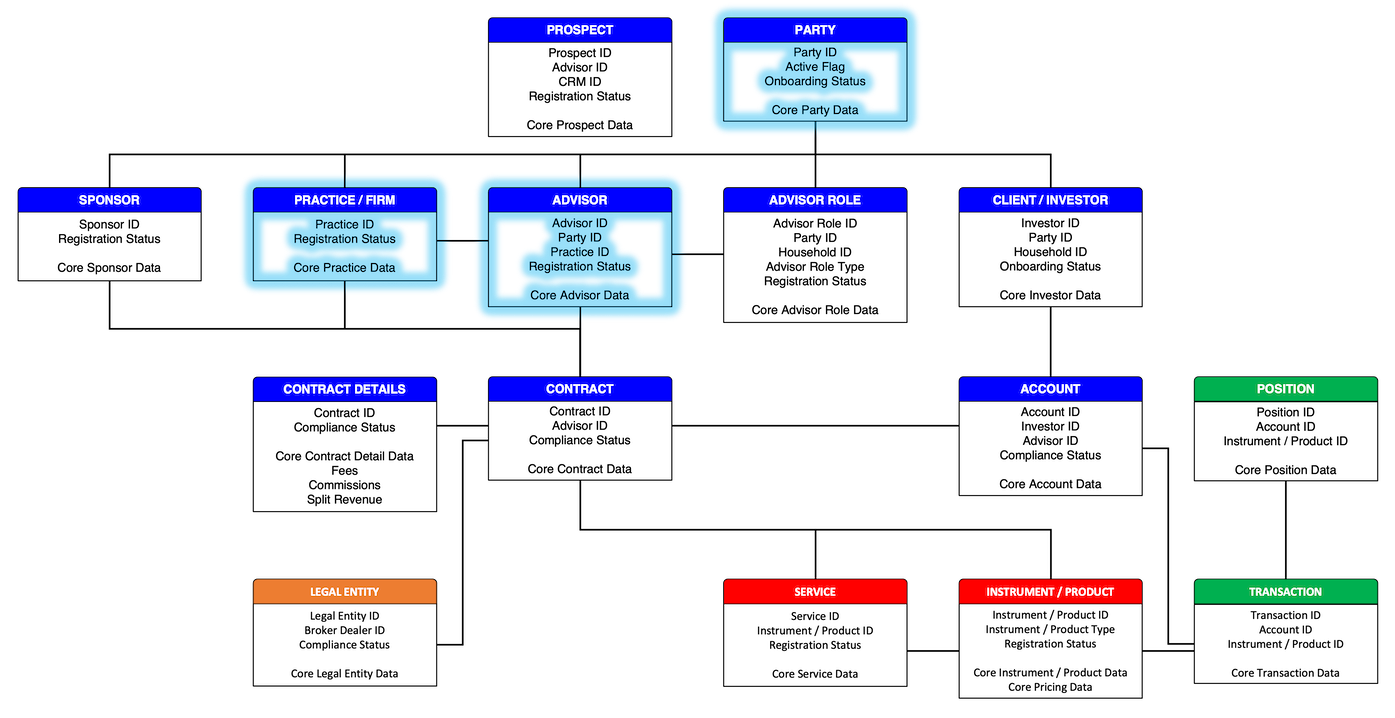 PROSPECT
Prospect ID
Advisor ID
CRM ID
Registration Status
Core Prospect Data
PARTY
Party ID
Active Flag
Onboarding Status
Core Party Data
SPONSOR
Sponsor ID
Registration Status
Core Sponsor Data
PRACTICE / FIRM
Practice ID
Registration Status
Core Practice Data
ADVISOR
Advisor ID
Party ID
Practice ID
Registration Status
Core Advisor Data
ADVISOR ROLE
Advisor Role ID
Party ID
Household ID
Advisor Role Type
Registration Status
Core Advisor Role Data
CLIENT / INVESTOR
Investor ID
Party ID
Household ID
Onboarding Status
Core Investor Data
CONTRACT DETAILS
Contract ID
Compliance Status
Core Contract Detail Data
Fees
Commissions
Split Revenue
CONTRACT
Contract ID
Advisor ID
Compliance Status
Core Contract Data
ACCOUNT
Account ID
Investor ID
Advisor ID
Compliance Status
Core Account Data
POSITION
Position ID
Account ID
Instrument / Product ID
Core Position Data
LEGAL ENTITY
Legal Entity ID
Broker Dealer ID
Compliance Status
Core Legal Entity Data
SERVICE
Service ID
Instrument / Product ID
Registration Status
Core Service Data
INSTRUMENT / PRODUCT
Instrument / Product ID
Instrument / Product Type
Registration Status
Core Instrument / Product Data
Core Pricing Data
TRANSACTION
Transaction ID
Account ID
Instrument / Product ID
Core Transaction Data